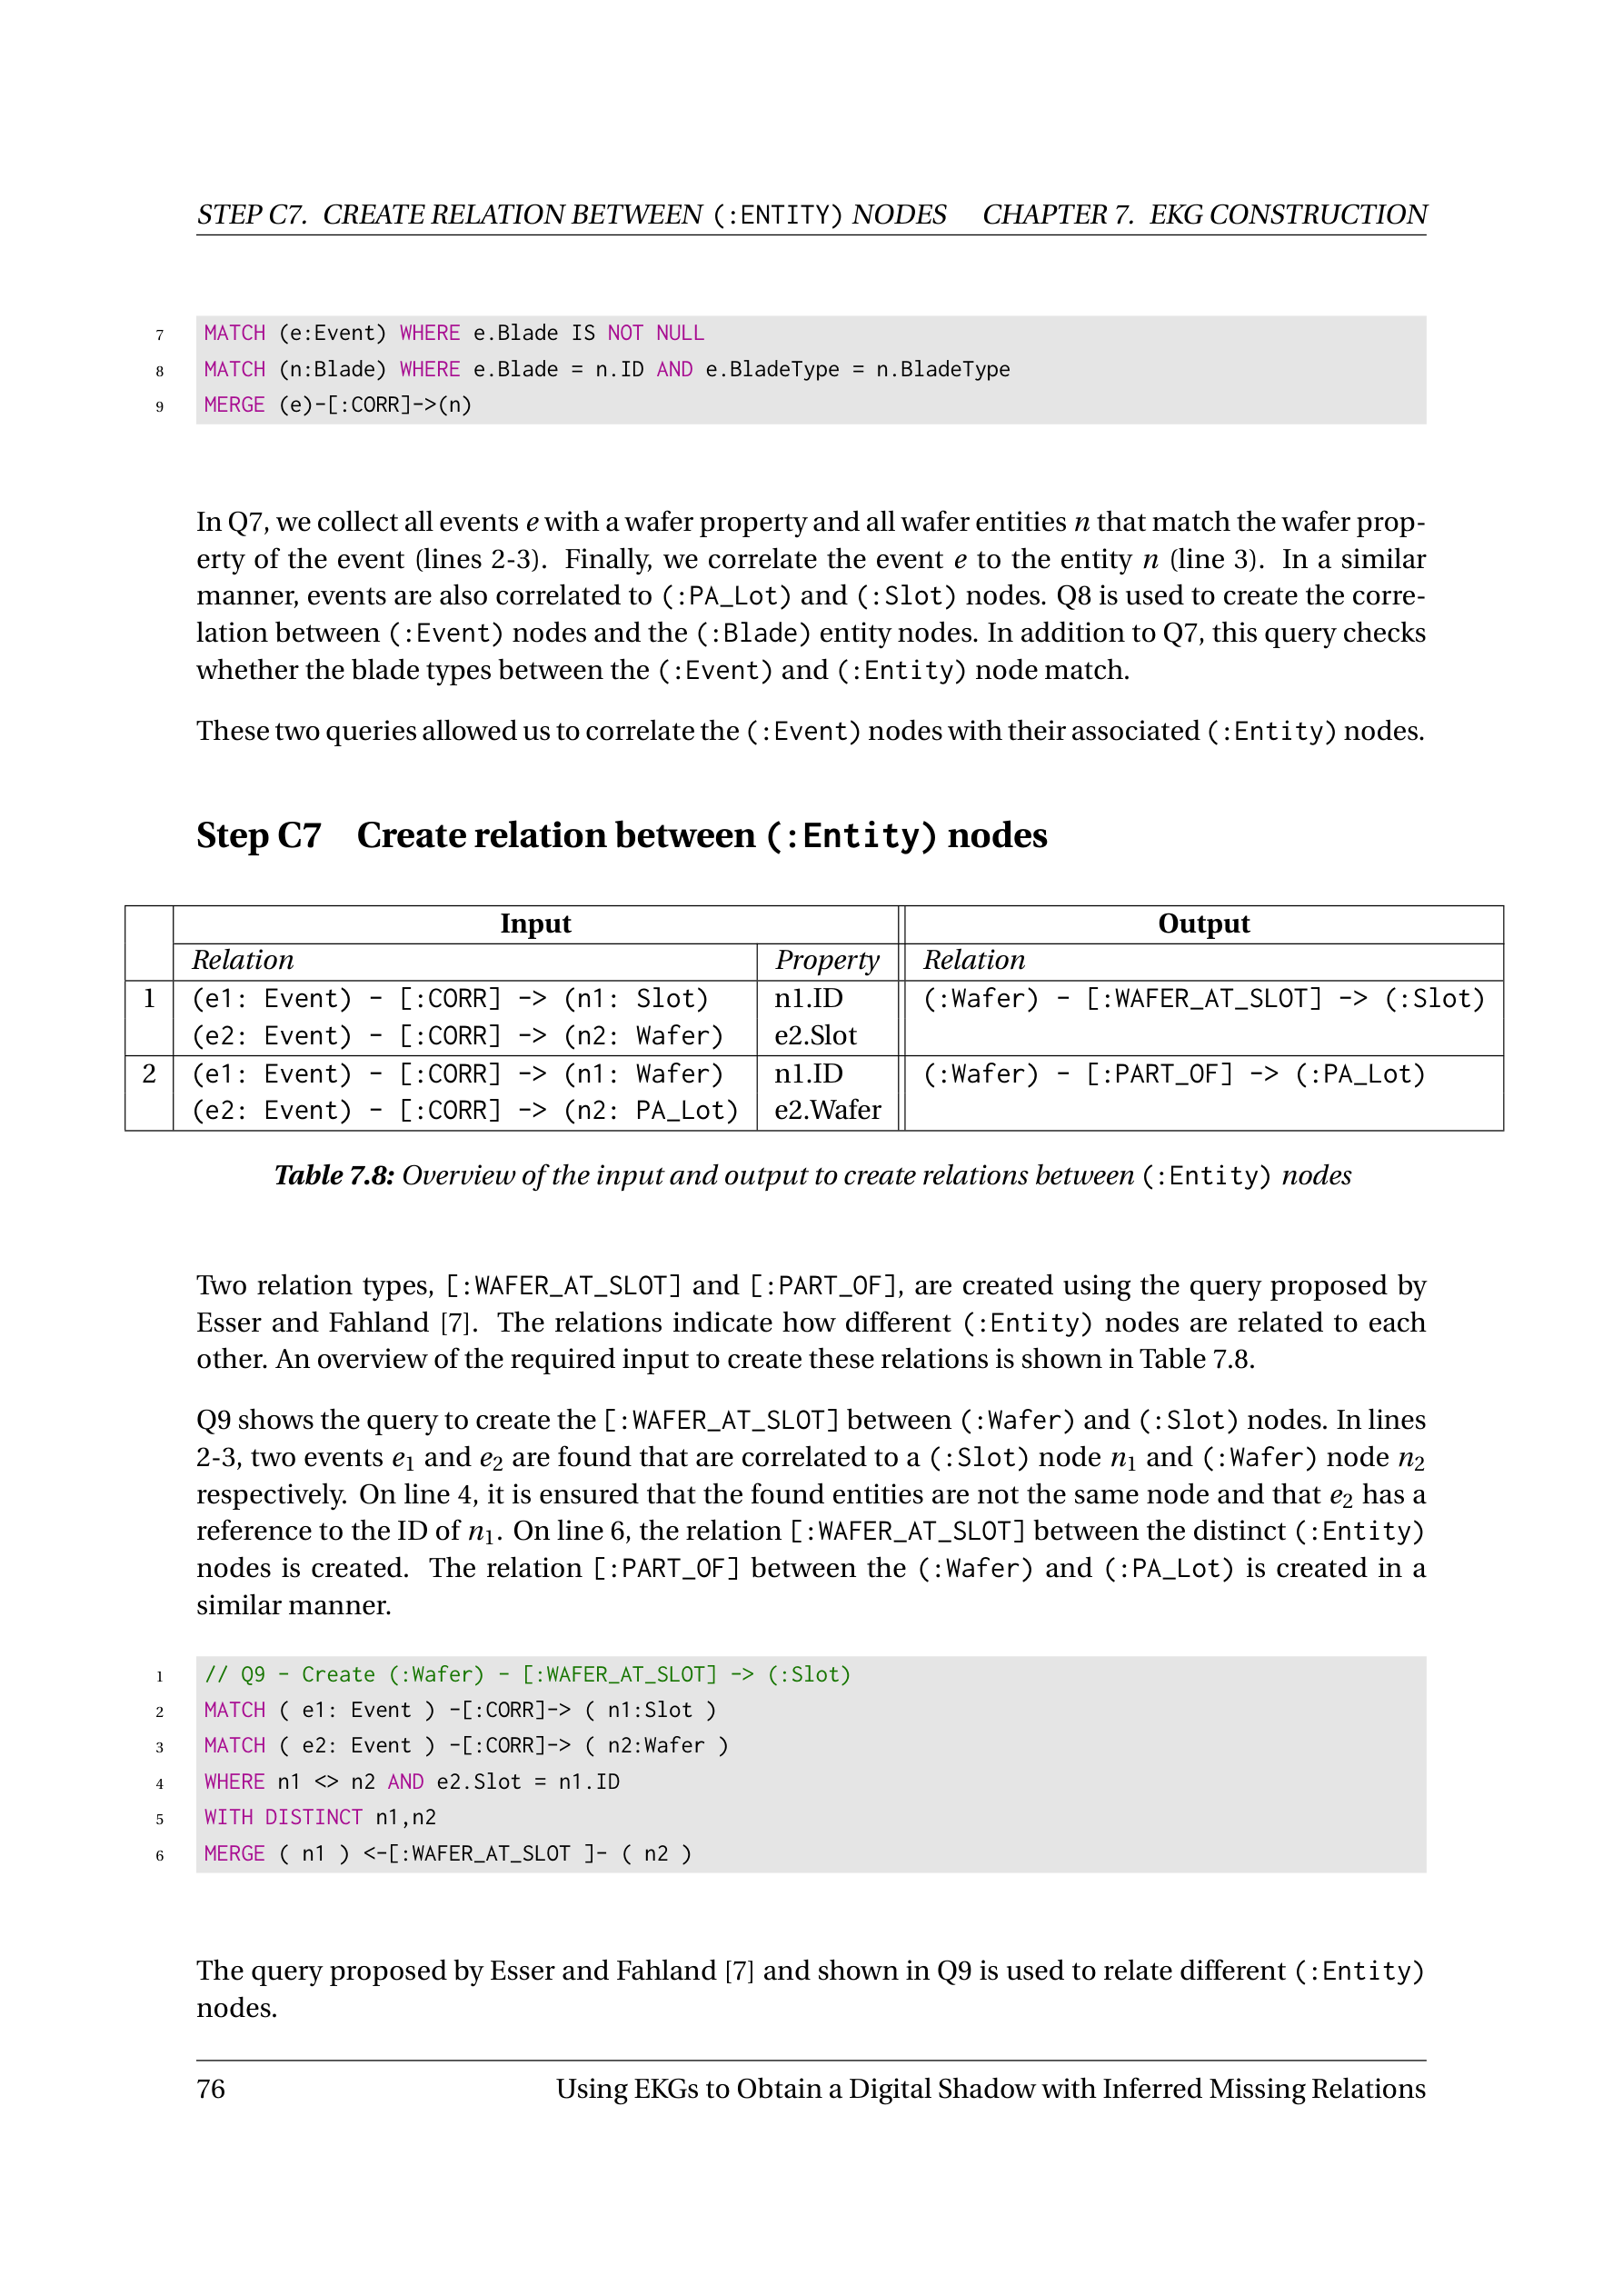 STEP C7. CREATE RELATION BETWEEN (:ENTITY) NODES CHAPTER 7. EKG CONSTRUCTION
7 MATCH (e:Event) WHERE e.Blade IS NOT NULL
8 MATCH (n:Blade) WHERE e.Blade = n.ID AND e.BladeType = n.BladeType
9 MERGE (e)-[:CORR]->(n)
In Q7, we collect all events e with a wafer property and all wafer entities n that match the wafer prop-
erty of the event (lines 2-3). Finally, we correlate the event e to the entity n (line 3). In a similar
manner, events are also correlated to (:PA_Lot) and (:Slot) nodes. Q8 is used to create the corre-
lation between (:Event) nodes and the (:Blade) entity nodes. In addition to Q7, this query checks
whether the blade types between the (:Event) and (:Entity) node match.
These two queries allowed us to correlate the (:Event) nodes with their associated (:Entity) nodes.
Step C7 Create relation between (:Entity) nodes
Input Output
Relation Property Relation
1 (e1: Event) - [:CORR] -> (n1: Slot) n1.ID (:Wafer) - [:WAFER_AT_SLOT] -> (:Slot)
(e2: Event) - [:CORR] -> (n2: Wafer) e2.Slot
2 (e1: Event) - [:CORR] -> (n1: Wafer) n1.ID (:Wafer) - [:PART_OF] -> (:PA_Lot)
(e2: Event) - [:CORR] -> (n2: PA_Lot) e2.Wafer
Table 7.8: Overview of the input and output to create relations between (:Entity) nodes
Two relation types, [:WAFER_AT_SLOT] and [:PART_OF], are created using the query proposed by
Esser and Fahland [7]. The relations indicate how different (:Entity) nodes are related to each
other. An overview of the required input to create these relations is shown in Table 7.8.
Q9 shows the query to create the [:WAFER_AT_SLOT] between (:Wafer) and (:Slot) nodes. In lines
2-3, two events e1 and e2 are found that are correlated to a (:Slot) node n1 and (:Wafer) node n2
respectively. On line 4, it is ensured that the found entities are not the same node and that e2 has a
reference to the ID of n1. On line 6, the relation [:WAFER_AT_SLOT] between the distinct (:Entity)
nodes is created. The relation [:PART_OF] between the (:Wafer) and (:PA_Lot) is created in a
similar manner.
1 // Q9 - Create (:Wafer) - [:WAFER_AT_SLOT] -> (:Slot)
2 MATCH ( e1: Event ) -[:CORR]-> ( n1:Slot )
3 MATCH ( e2: Event ) -[:CORR]-> ( n2:Wafer )
4 WHERE n1 <> n2 AND e2.Slot = n1.ID
5 WITH DISTINCT n1,n2
6 MERGE ( n1 ) <-[:WAFER_AT_SLOT ]- ( n2 )
The query proposed by Esser and Fahland [7] and shown in Q9 is used to relate different (:Entity)
nodes.
76 Using EKGs to Obtain a Digital Shadow with Inferred Missing Relations